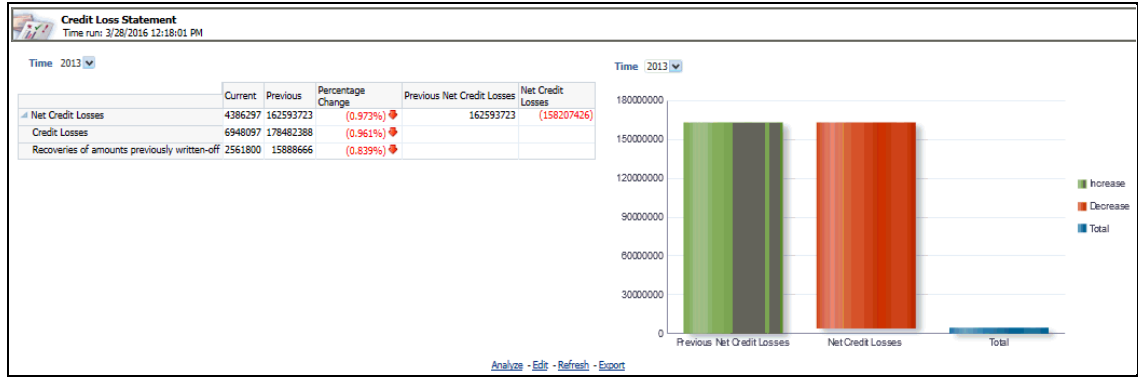 Credit Loss Statement
Time run: 3/28/2016 12:18:01 PM
Time 2013
Current Previous Percentage Change Previous Net Credit Losses Net Credit Losses
Net Credit Losses 4386297 162593723 (0.973%) 162593723 (158207426)
Credit Losses 6948097 178482388 (0.961%)
Recoveries of amounts previously written-off 2561800 15888666 (0.839%)
Time 2013
180000000
150000000
120000000
90000000
60000000
30000000
0
Previous Net Credit Losses Net Credit Losses Total
Increase
Decrease
Total
Analyze - Edit - Refresh - Export